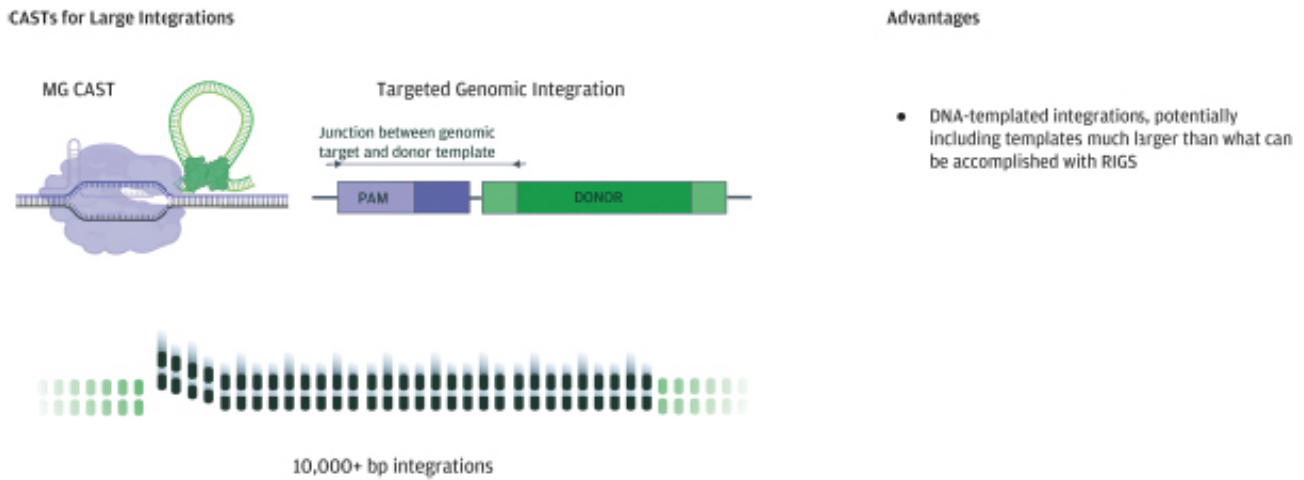 CASTs for Large Integrations
Advantages
MG CAST
Targeted Genomic Integration
Junction between genomic
target and donor template
PAM
DONOR
● DNA-templated integrations, potentially
including templates much larger than what can
be accomplished with RIGS
10,000+ bp integrations